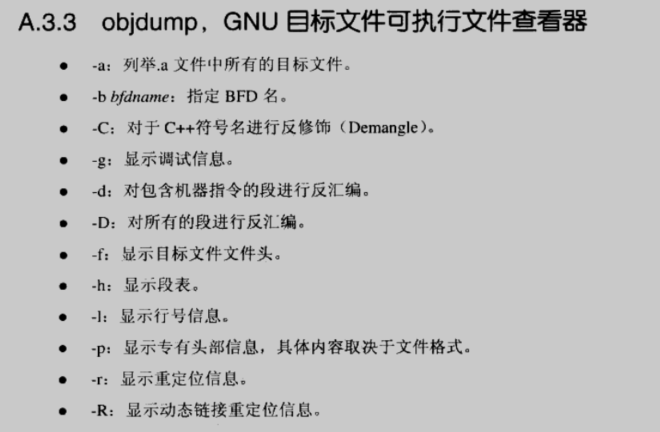 A.3.3 objdump，GNU 目标文件可执行文件查看器
● -a：列举.a 文件中所有的目标文件。
● -b bfdname：指定 BFD 名。
● -C：对于 C++符号名进行反修饰（Demangle）。
● -g：显示调试信息。
● -d：对包含机器指令的段进行反汇编。
● -D：对所有的段进行反汇编。
● -f：显示目标文件文件头。
● -h：显示段表。
● -l：显示行号信息。
● -p：显示专有头部信息，具体内容取决于文件格式。
● -r：显示重定位信息。
● -R：显示动态链接重定位信息。